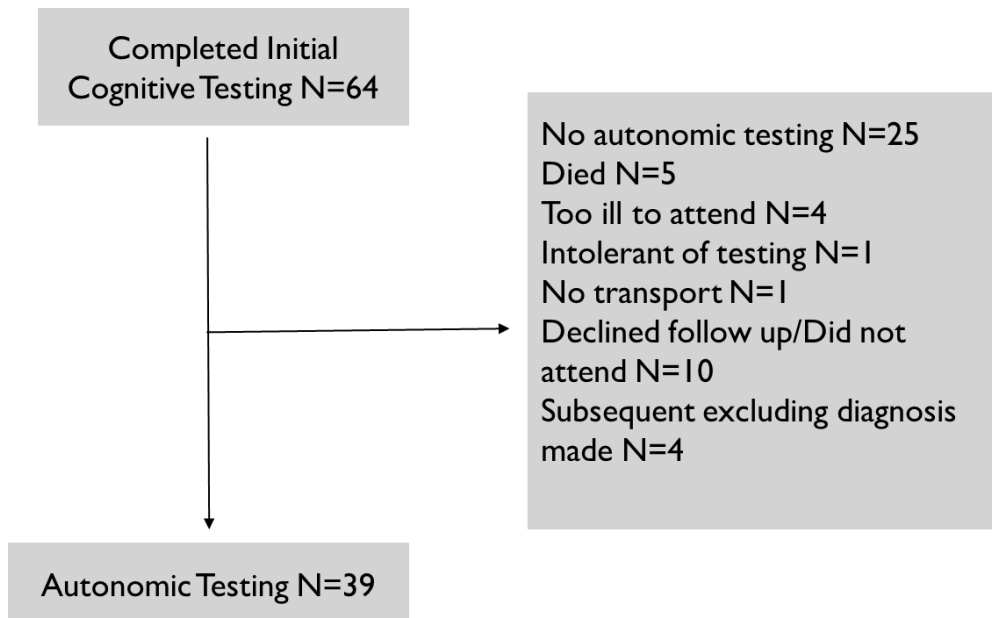 Completed Initial
Cognitive Testing N=64
No autonomic testing N=25
Died N=5
Too ill to attend N=4
Intolerant of testing N=1
No transport N=1
Declined follow up/Did not
attend N=10
Subsequent excluding diagnosis
made N=4
Autonomic Testing N=39